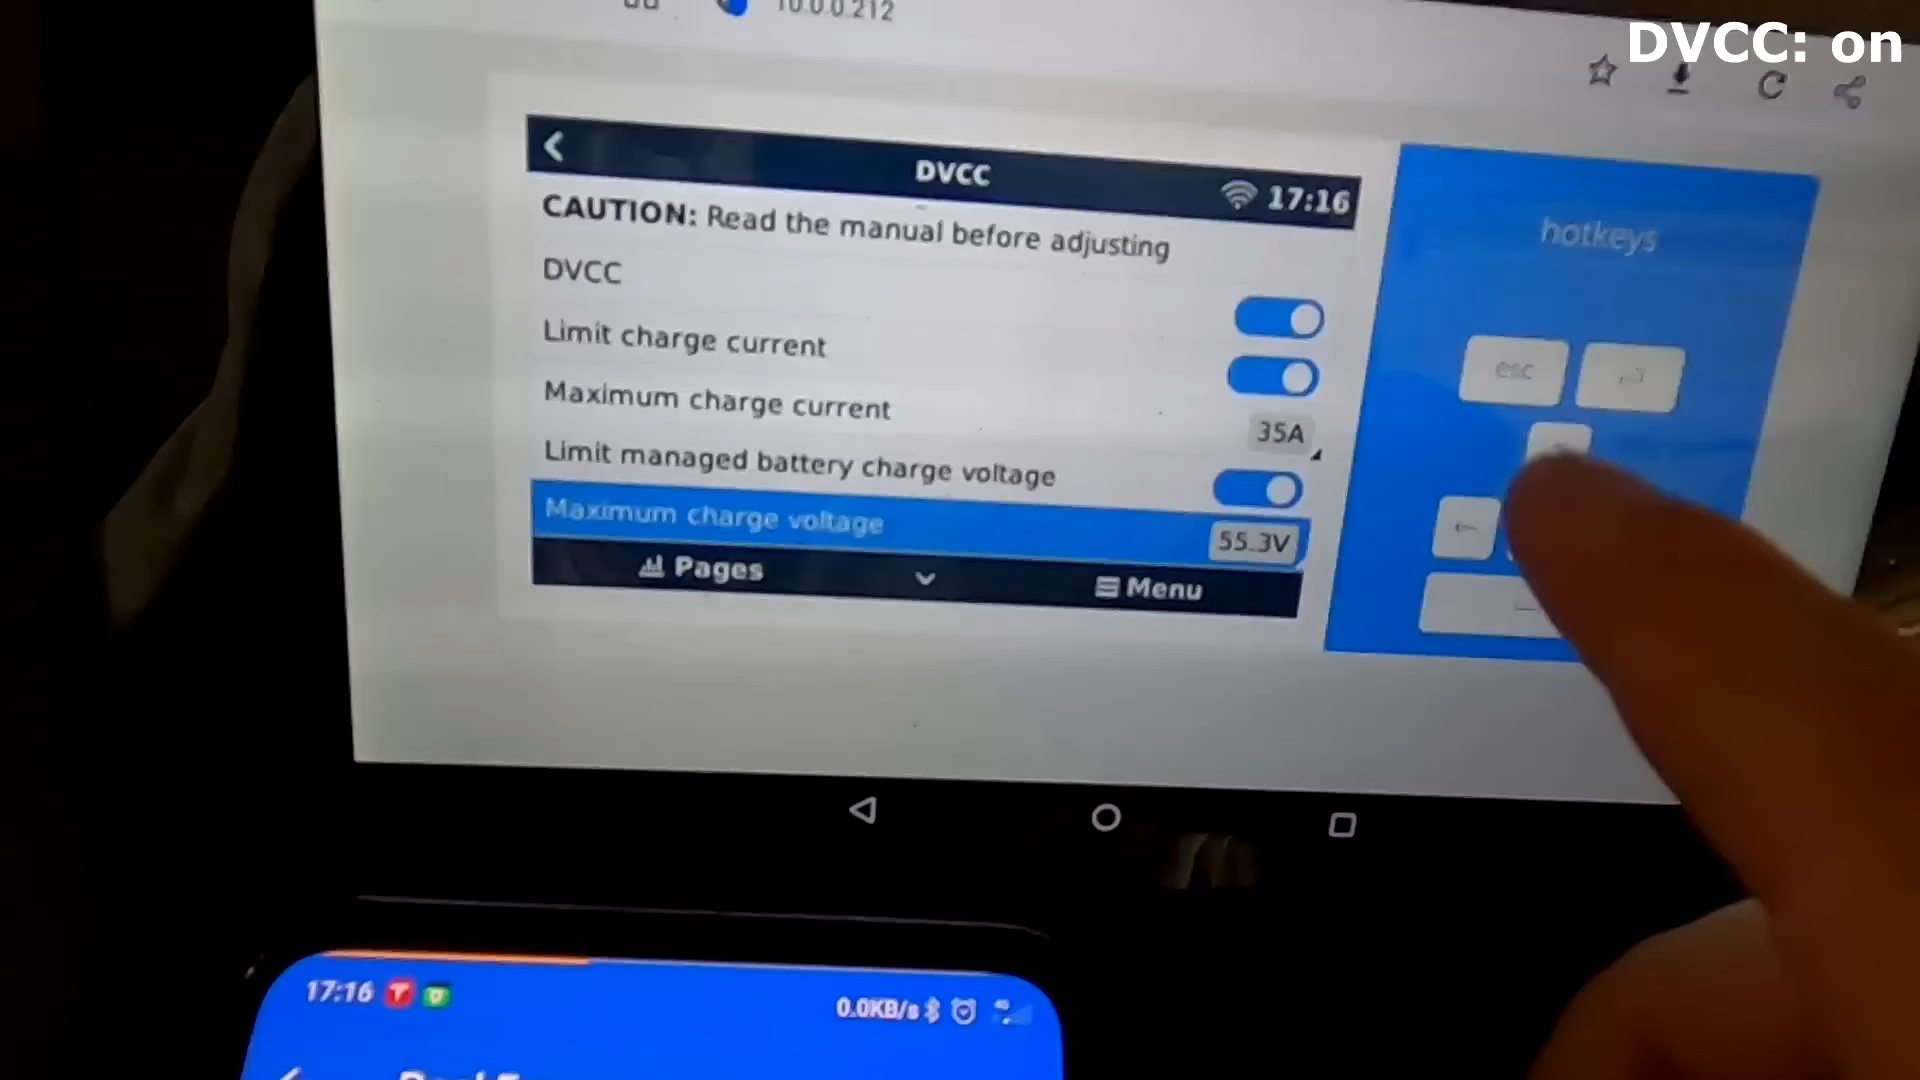 10.0.0.212
DVCC: on
DVCC
17:16
CAUTION: Read the manual before adjusting
DVCC
Limit charge current
Maximum charge current
35A
Limit managed battery charge voltage
Maximum charge voltage
55.3V
Pages
Menu
hotkeys
esc
17:16
0.0KB/s